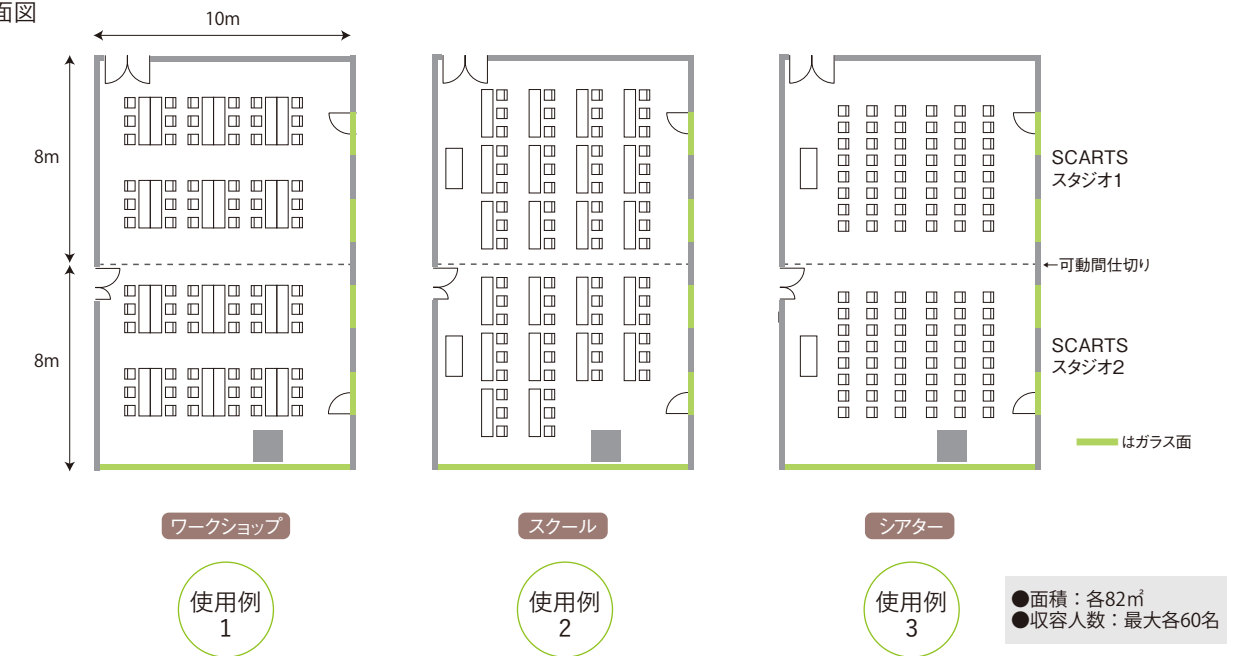 面図
10m
8m
8m
SCARTS
スタジオ1
←可動間仕切り
SCARTS
スタジオ2
はガラス面
ワークショップ
スクール
シアター
使用例
1
使用例
2
使用例
3
●面積：各82㎡
●収容人数：最大各60名